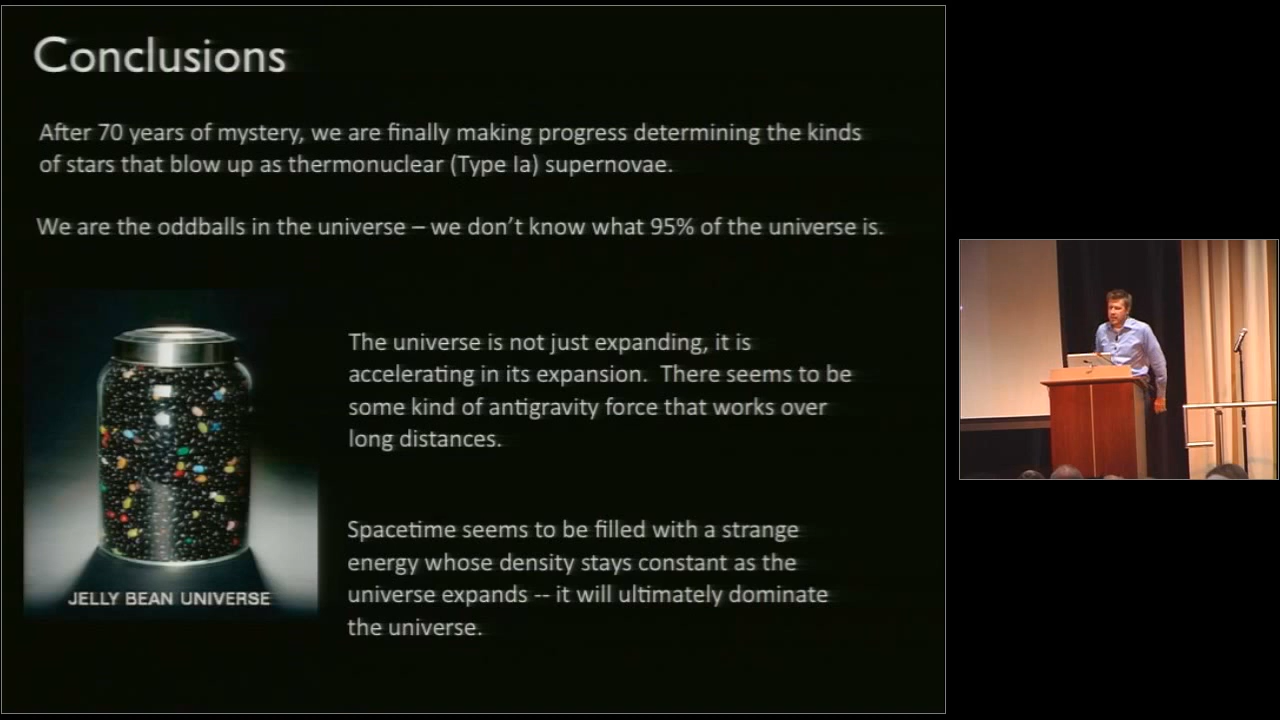 Conclusions
After 70 years of mystery, we are finally making progress determining the kinds
of stars that blow up as thermonuclear (Type Ia) supernovae.
We are the oddballs in the universe – we don’t know what 95% of the universe is.
The universe is not just expanding, it is
accelerating in its expansion.  There seems to be
some kind of antigravity force that works over
long distances.
Spacetime seems to be filled with a strange
energy whose density stays constant as the
universe expands -- it will ultimately dominate
the universe.
JELLY BEAN UNIVERSE